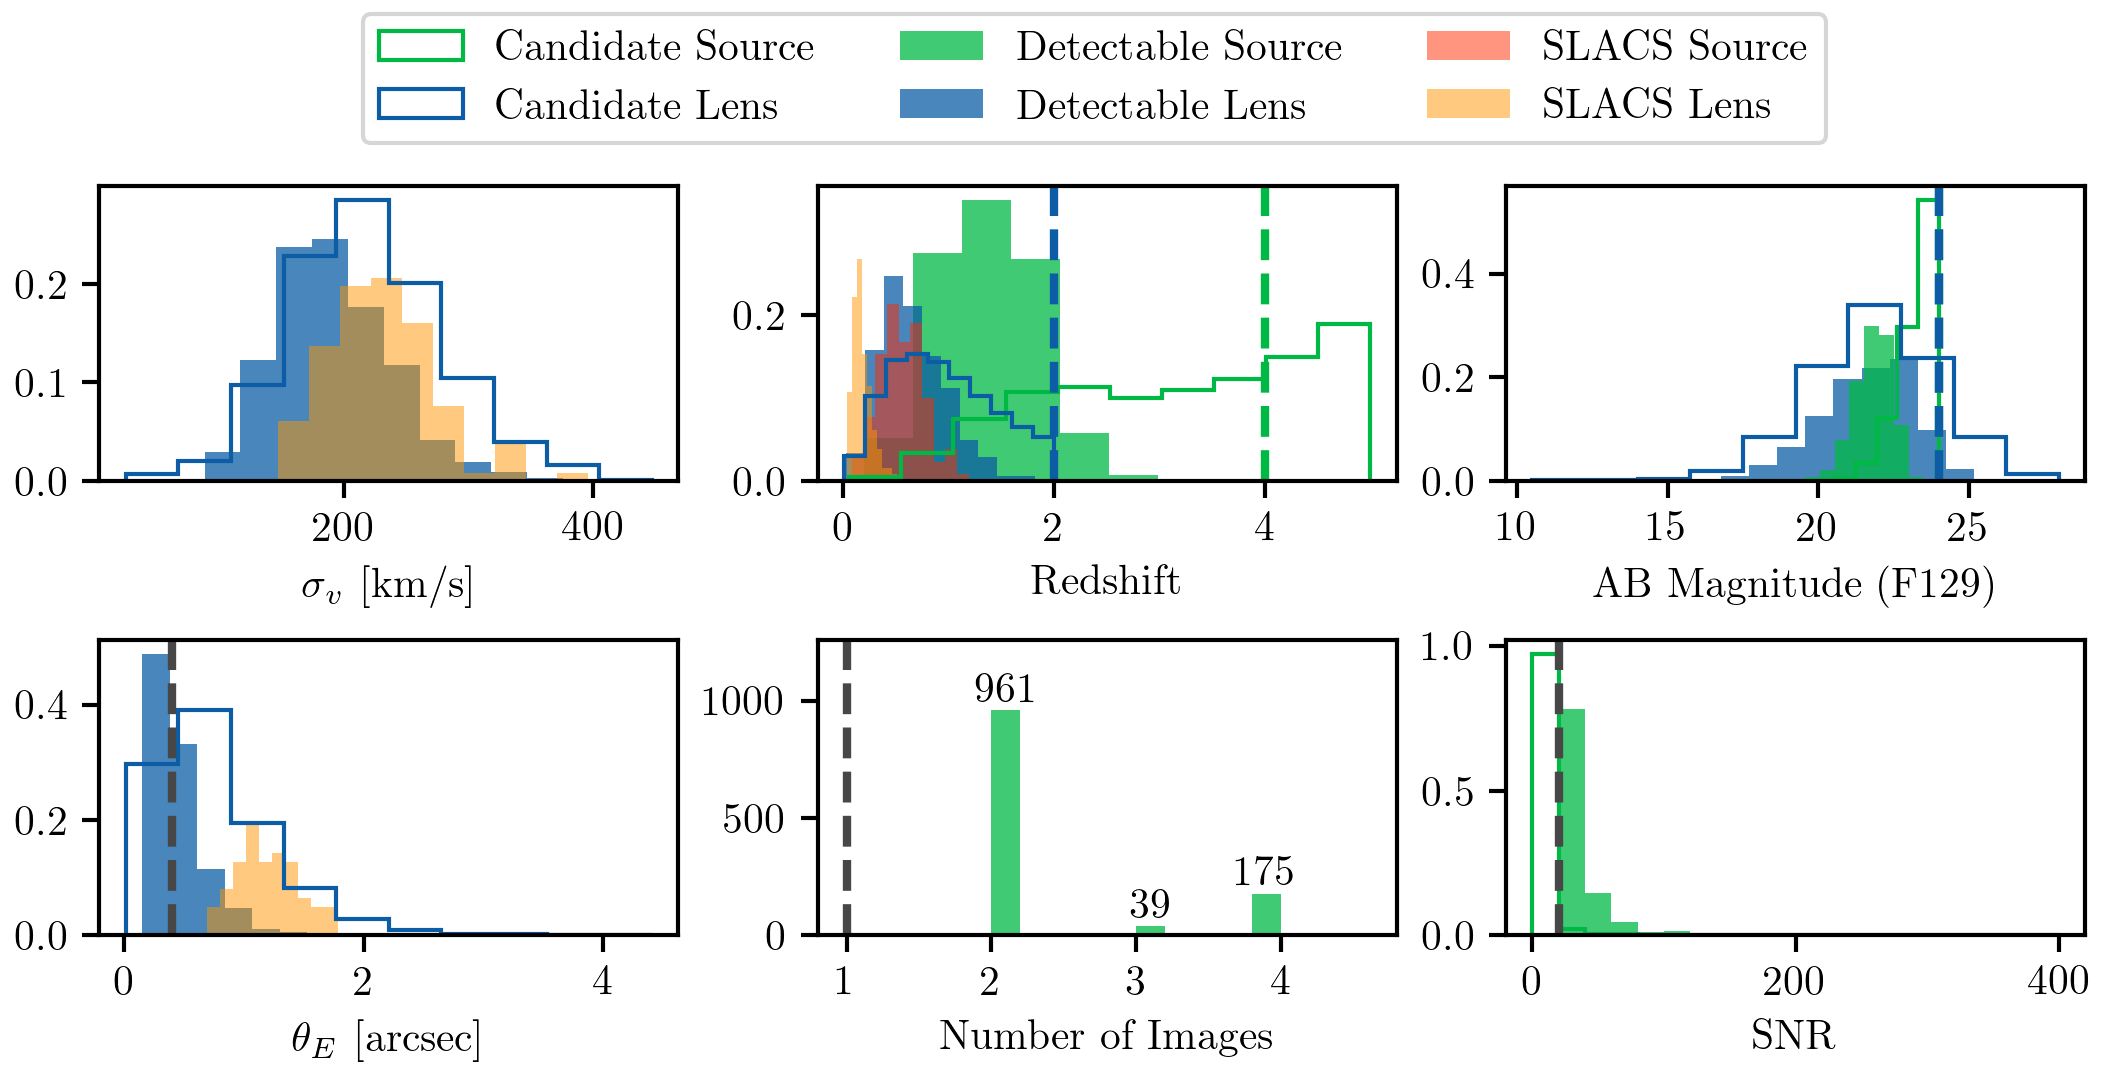 Candidate Source Detectable Source SLACS Source
Candidate Lens Detectable Lens SLACS Lens
0.2
0.1
0.0
200 400
σ_v [km/s]
0.2
0.0
0 2 4
Redshift
0.4
0.2
0.0
10 15 20 25
AB Magnitude (F129)
0.4
0.2
0.0
0 2 4
θ_E [arcsec]
1000
500
0
961
39
175
1 2 3 4
Number of Images
1.0
0.5
0.0
0 200 400
SNR